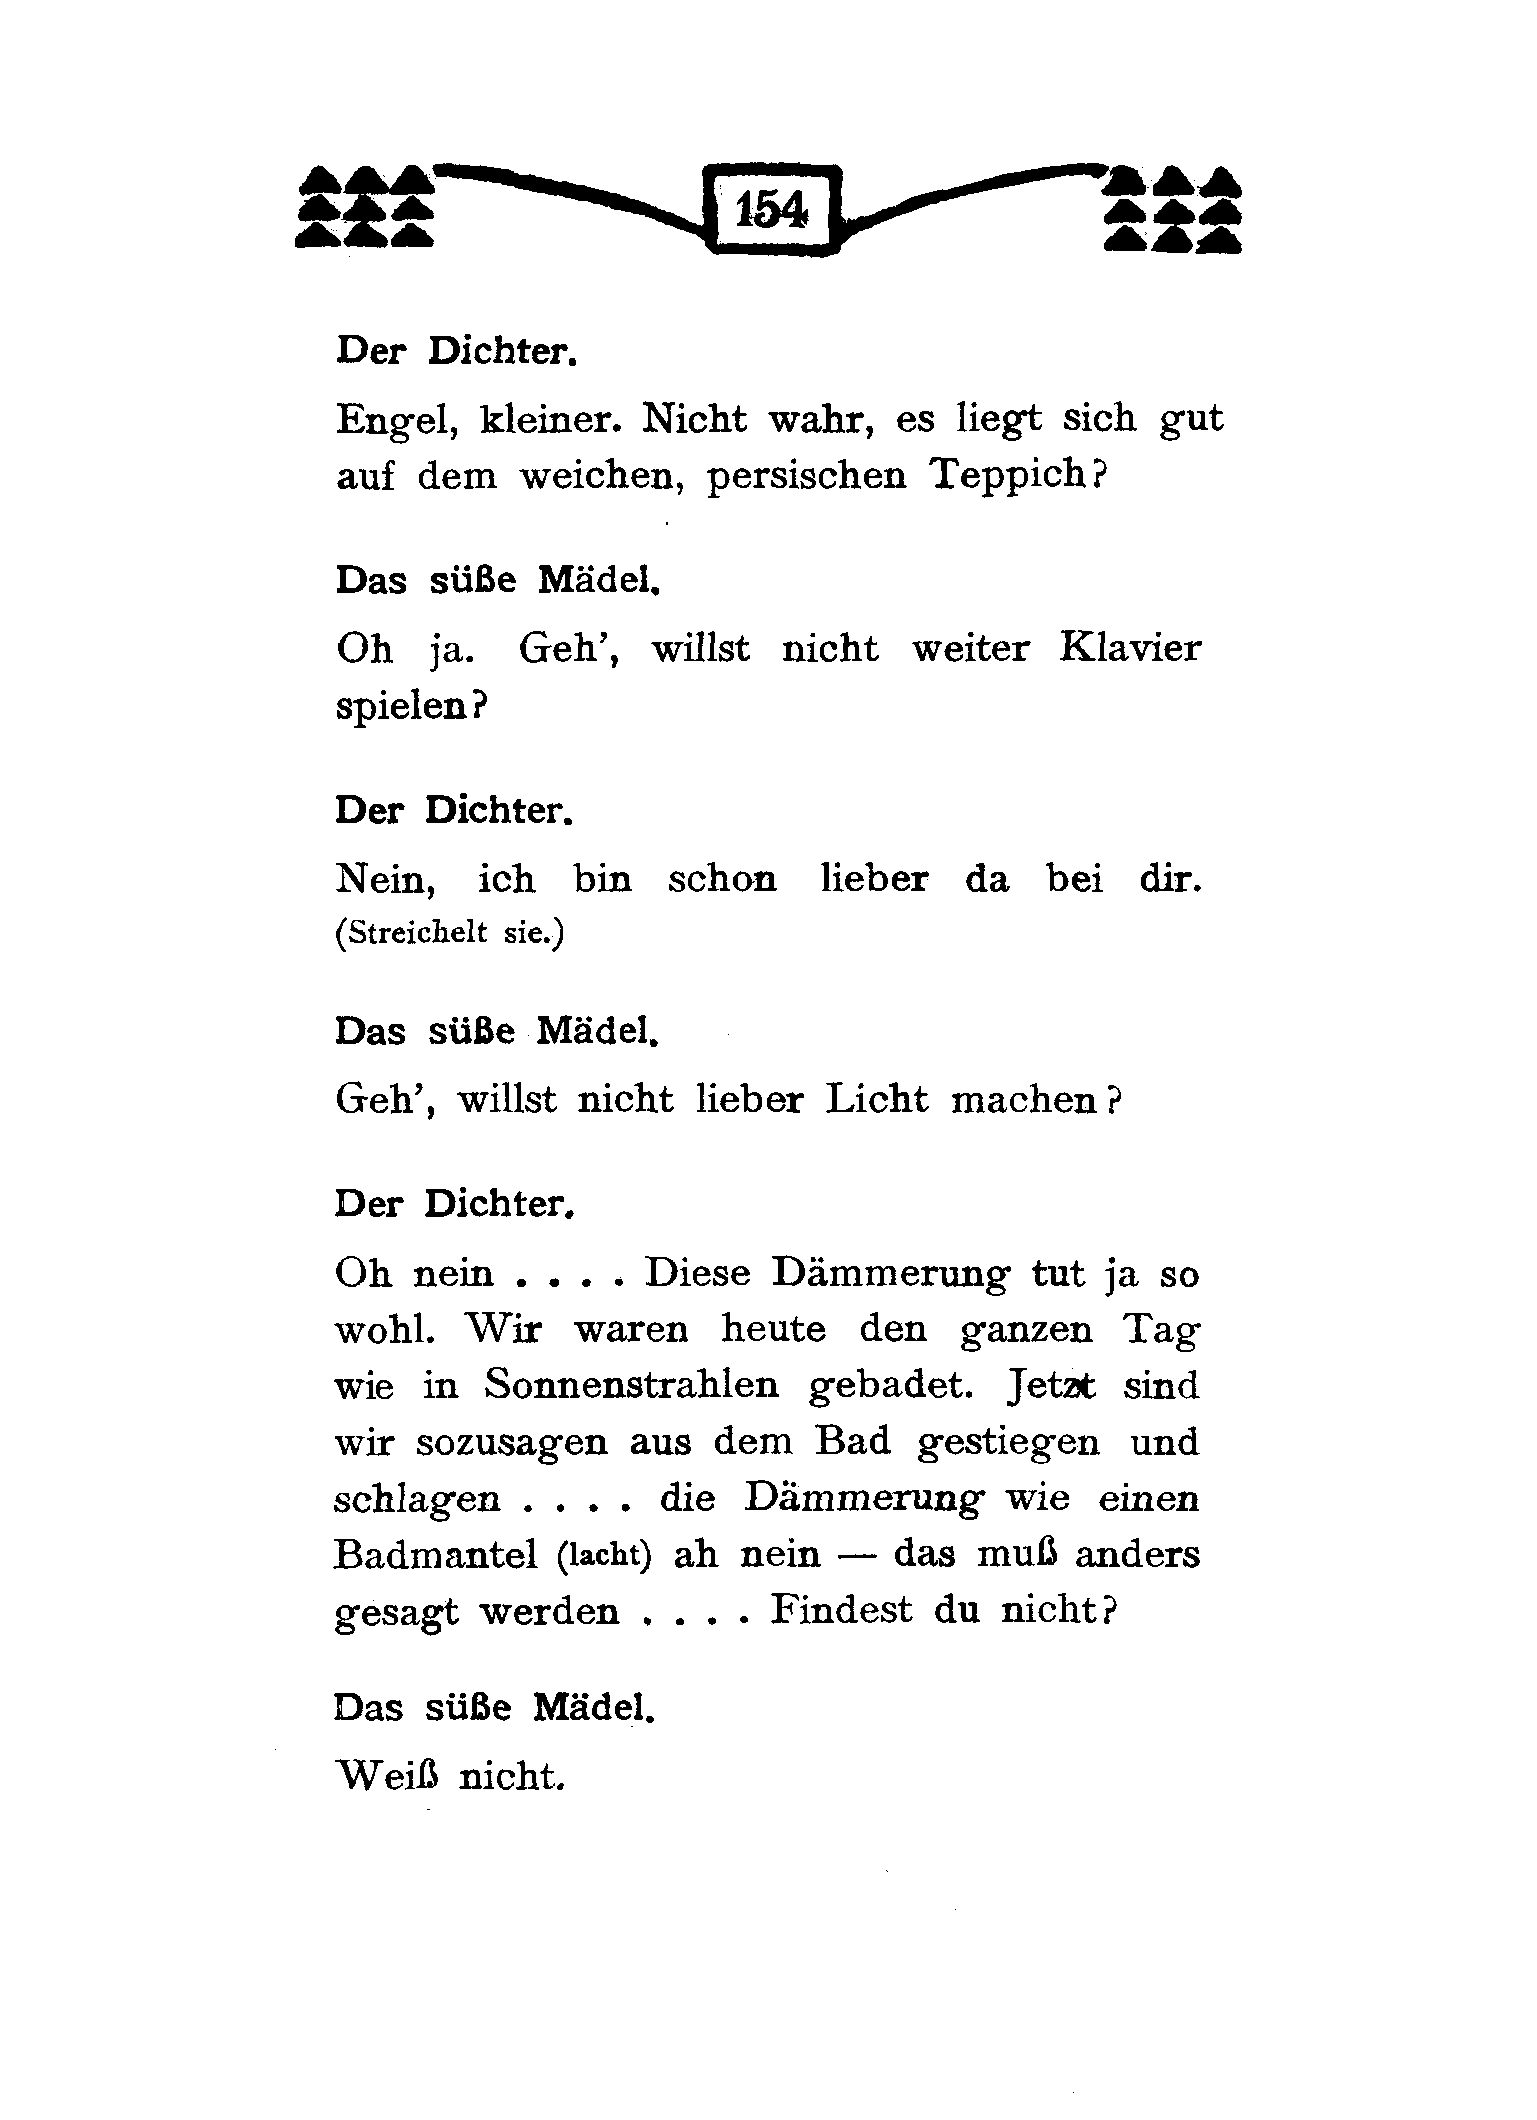 154
Der Dichter.
Engel, kleiner. Nicht wahr, es liegt sich gut
auf dem weichen, persischen Teppich?
Das süße Mädel.
Oh ja. Geh’, willst nicht weiter Klavier
spielen?
Der Dichter.
Nein, ich bin schon lieber da bei dir.
(Streichelt sie.)
Das süße Mädel.
Geh’, willst nicht lieber Licht machen?
Der Dichter.
Oh nein . . . . Diese Dämmerung tut ja so
wohl. Wir waren heute den ganzen Tag
wie in Sonnenstrahlen gebadet. Jetzt sind
wir sozusagen aus dem Bad gestiegen und
schlagen . . . . die Dämmerung wie einen
Badmantel (lacht) ah nein — das muß anders
gesagt werden . . . . Findest du nicht?
Das süße Mädel.
Weiß nicht.